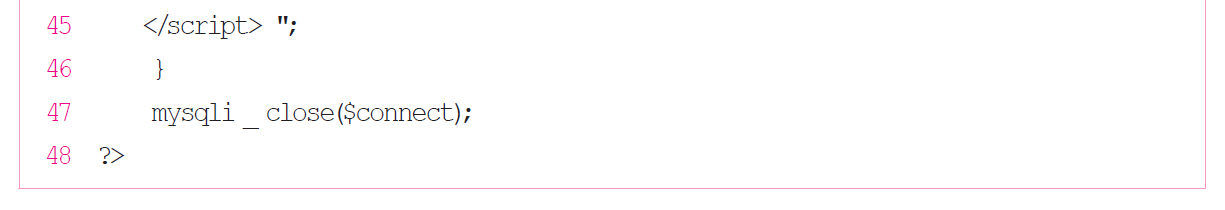 45 </script> ";
46 }
47 mysqli _ close($connect);
48 ?>